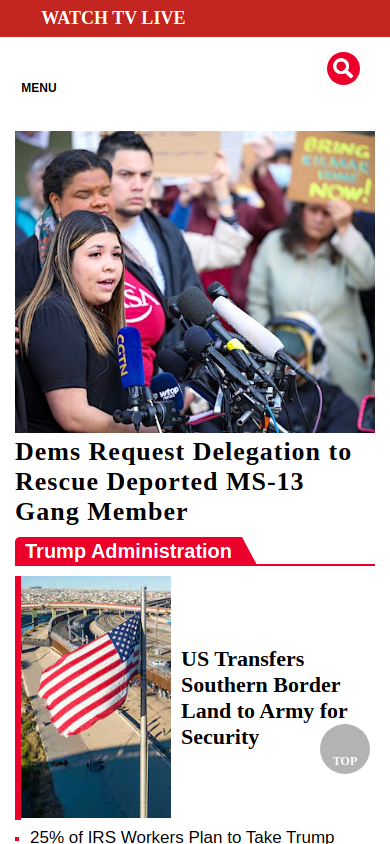 WATCH TV LIVE
MENU
BRING
KILMAR
NOW!
CGTN
wtop
Dems Request Delegation to
Rescue Deported MS-13
Gang Member
Trump Administration
US Transfers
Southern Border
Land to Army for
Security
TOP
25% of IRS Workers Plan to Take Trump